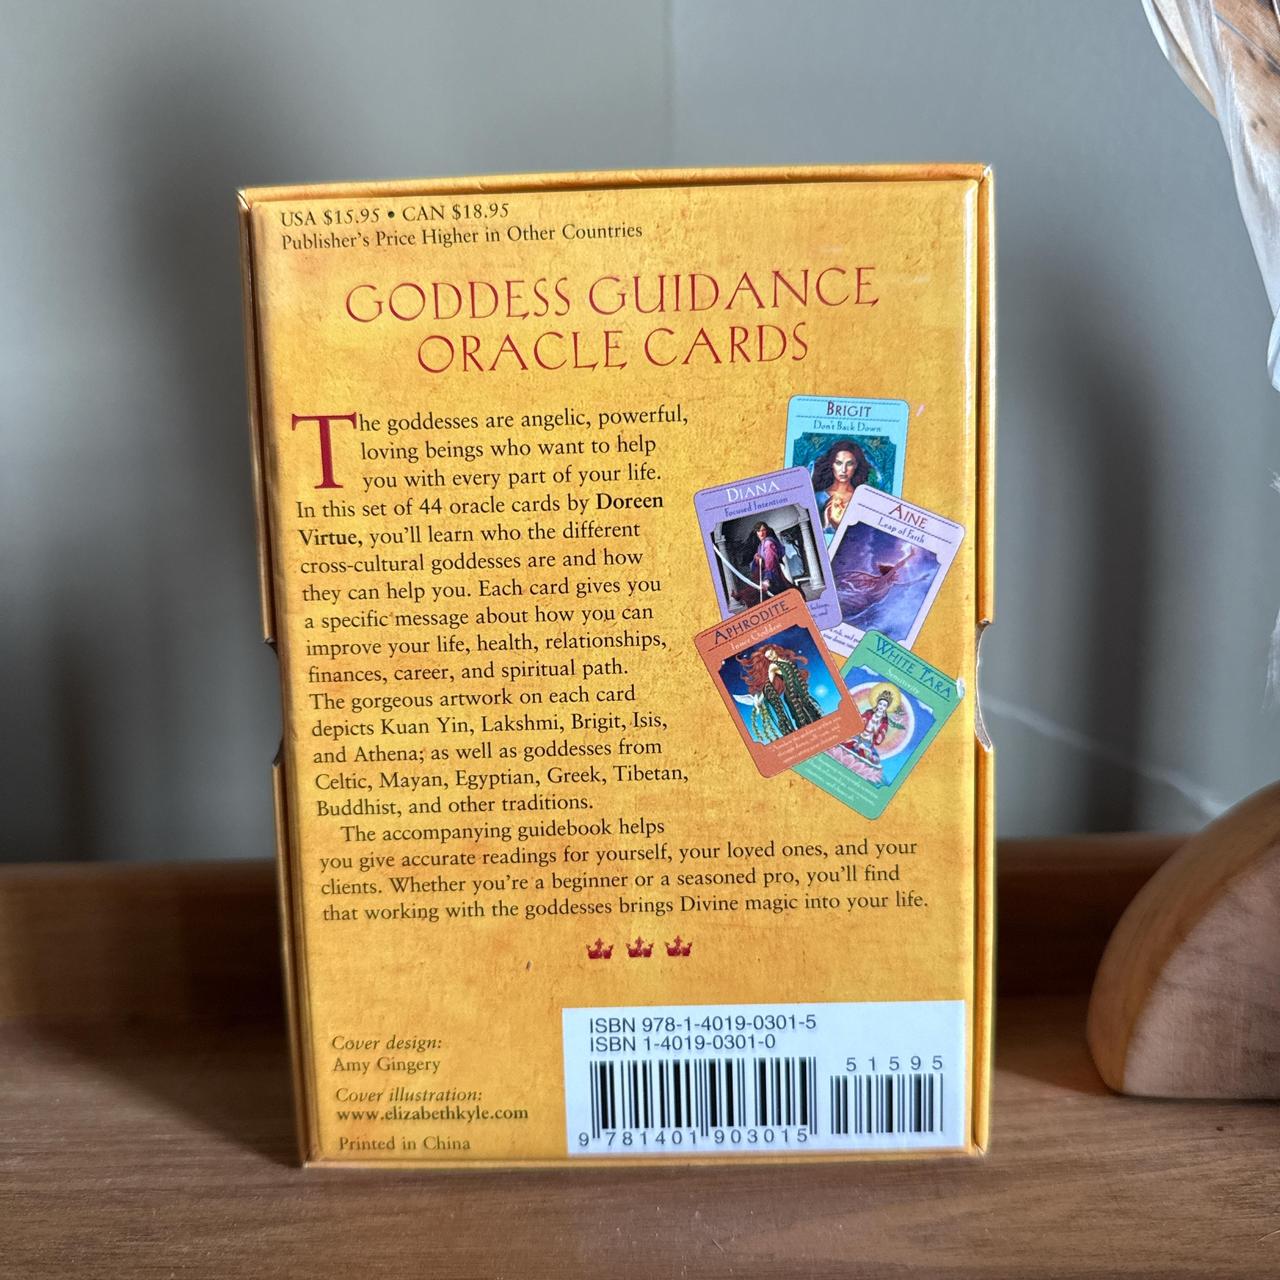 USA $15.95 • CAN $18.95
Publisher's Price Higher in Other Countries
GODDESS GUIDANCE
ORACLE CARDS
The goddesses are angelic, powerful,
loving beings who want to help
you with every part of your life.
In this set of 44 oracle cards by Doreen
Virtue, you'll learn who the different
cross-cultural goddesses are and how
they can help you. Each card gives you
a specific message about how you can
improve your life, health, relationships,
finances, career, and spiritual path.
The gorgeous artwork on each card
depicts Kuan Yin, Lakshmi, Brigit, Isis,
and Athena; as well as goddesses from
Celtic, Mayan, Egyptian, Greek, Tibetan,
Buddhist, and other traditions.
The accompanying guidebook helps
you give accurate readings for yourself, your loved ones, and your
clients. Whether you're a beginner or a seasoned pro, you'll find
that working with the goddesses brings Divine magic into your life.
BRIGIT
Don't Back Down
DIANA
Focused Intention
AINE
Leap of Faith
APHRODITE
Inner Goddess
WHITE TARA
Sensitivity
Cover design:
Amy Gingery
Cover illustration:
www.elizabethkyle.com
Printed in China
ISBN 978-1-4019-0301-5
ISBN 1-4019-0301-0
51595
9 781401 903015